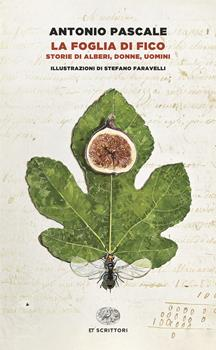 ANTONIO PASCALE
LA FOGLIA DI FICO
STORIE DI ALBERI, DONNE, UOMINI
ILLUSTRAZIONI DI STEFANO FARAVELLI
ET SCRITTORI